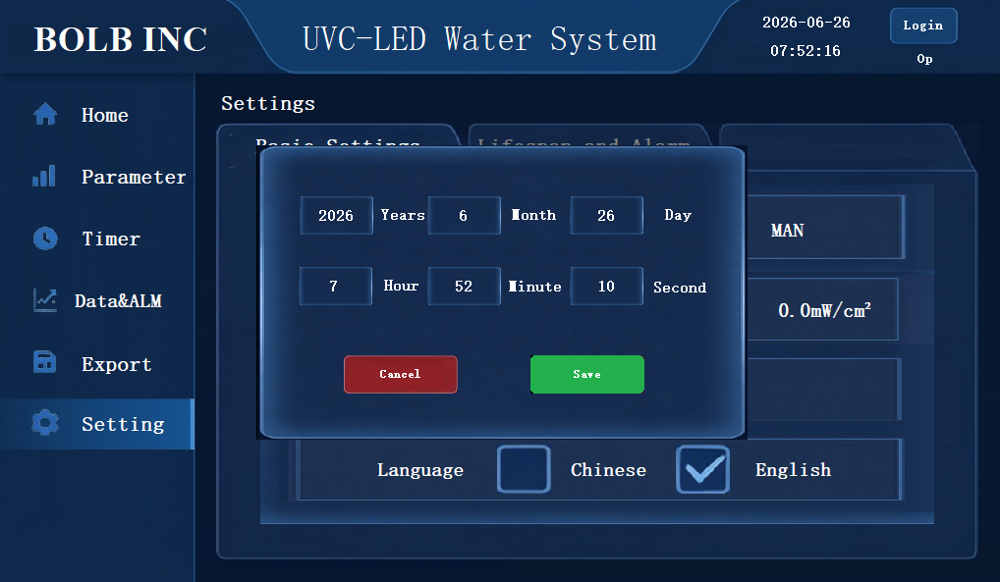 BOLB INC
UVC-LED Water System
2026-06-26
07:52:16
Login
Op
Home
Parameter
Timer
Data&ALM
Export
Setting
Settings
Basic Settings
Lifespan and Alarm
2026 Years 6 Month 26 Day
7 Hour 52 Minute 10 Second
Cancel Save
MAN
0.0mW/cm²
Language Chinese English